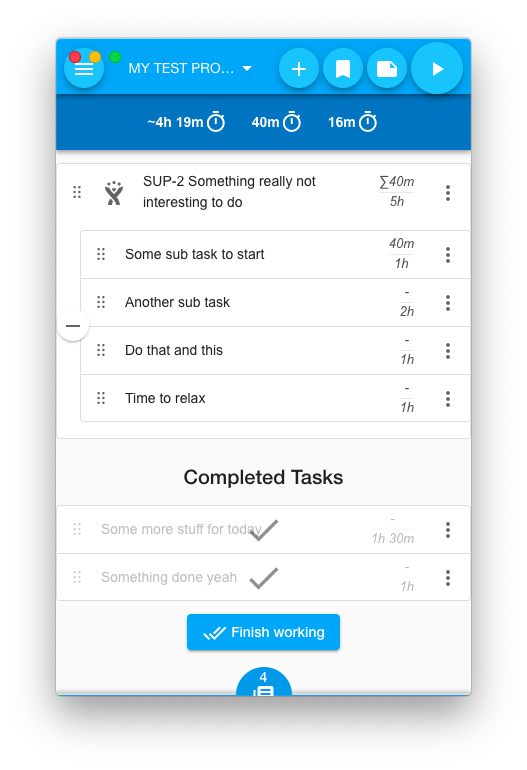 MY TEST PRO...
~4h 19m 40m 16m
SUP-2 Something really not
interesting to do
∑40m
5h
Some sub task to start
40m
1h
Another sub task
-
2h
Do that and this
-
1h
Time to relax
-
1h
Completed Tasks
Some more stuff for today
-
1h 30m
Something done yeah
-
1h
Finish working
4